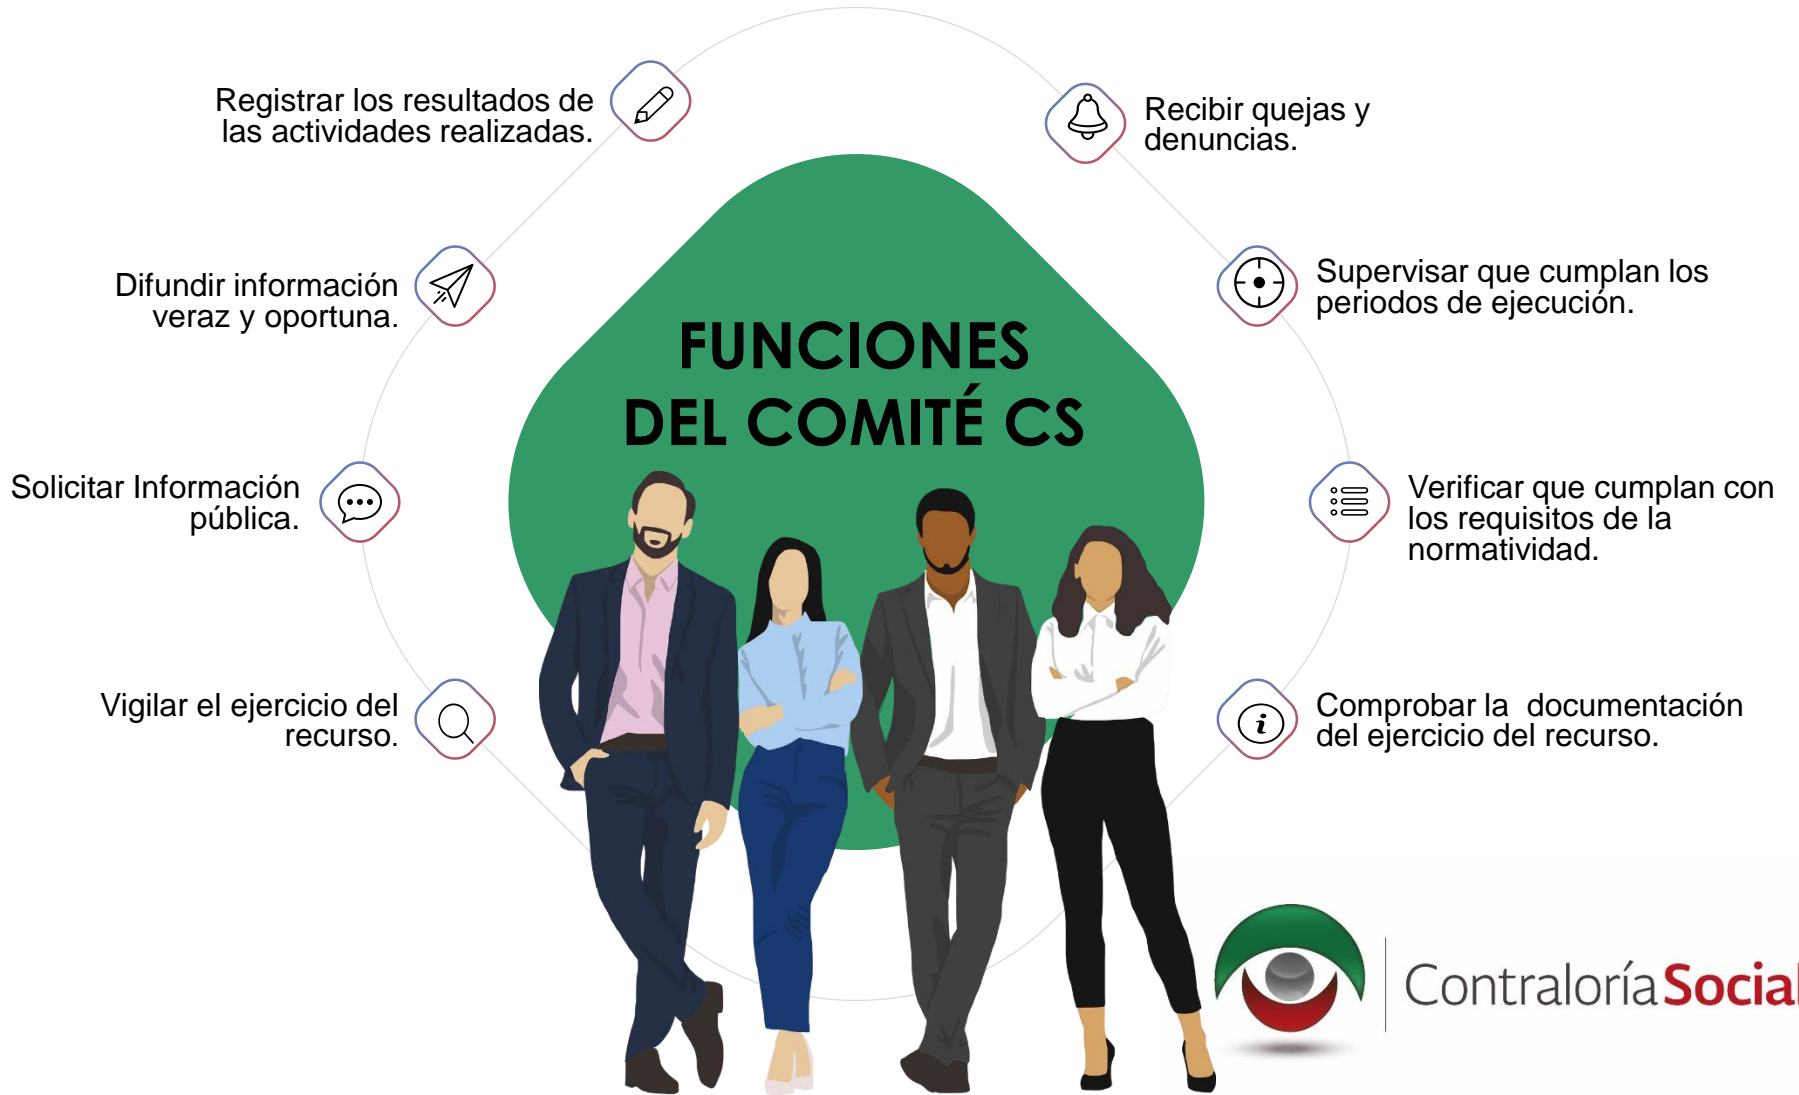 Registrar los resultados de
las actividades realizadas.
Difundir información
veraz y oportuna.
Solicitar Información
pública.
Vigilar el ejercicio del
recurso.
FUNCIONES
DEL COMITÉ CS
Recibir quejas y
denuncias.
Supervisar que cumplan los
periodos de ejecución.
Verificar que cumplan con
los requisitos de la
normatividad.
Comprobar la  documentación
del ejercicio del recurso.
Contraloría Social